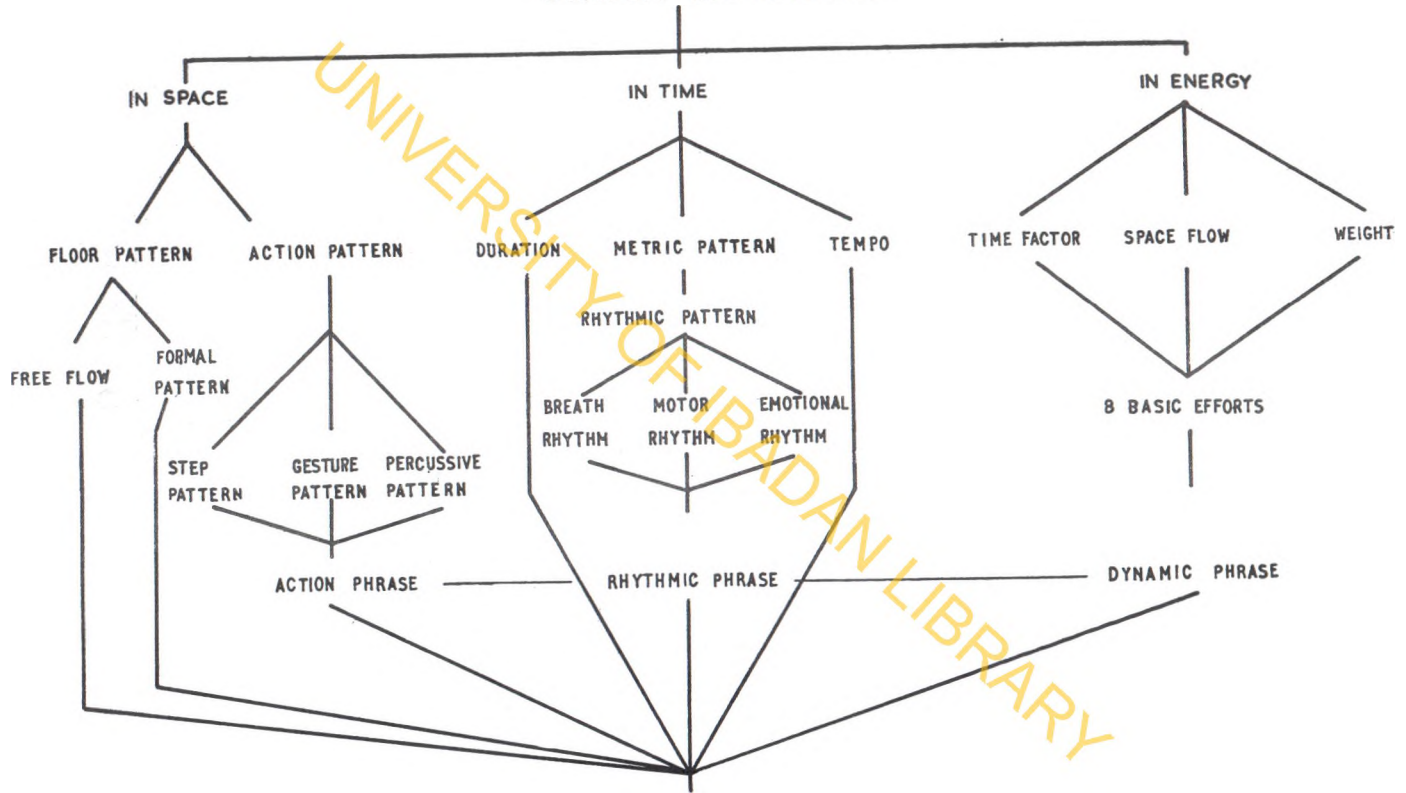 IN SPACE
IN TIME
IN ENERGY
FLOOR PATTERN
ACTION PATTERN
DURATION
METRIC PATTERN
TEMPO
TIME FACTOR
SPACE FLOW
WEIGHT
RHYTHMIC PATTERN
FREE FLOW
FORMAL
PATTERN
BREATH
RHYTHM
MOTOR
RHYTHM
EMOTIONAL
RHYTHM
8 BASIC EFFORTS
STEP
PATTERN
GESTURE
PATTERN
PERCUSSIVE
PATTERN
ACTION PHRASE
RHYTHMIC PHRASE
DYNAMIC PHRASE
UNIVERSITY OF IBADAN LIBRARY